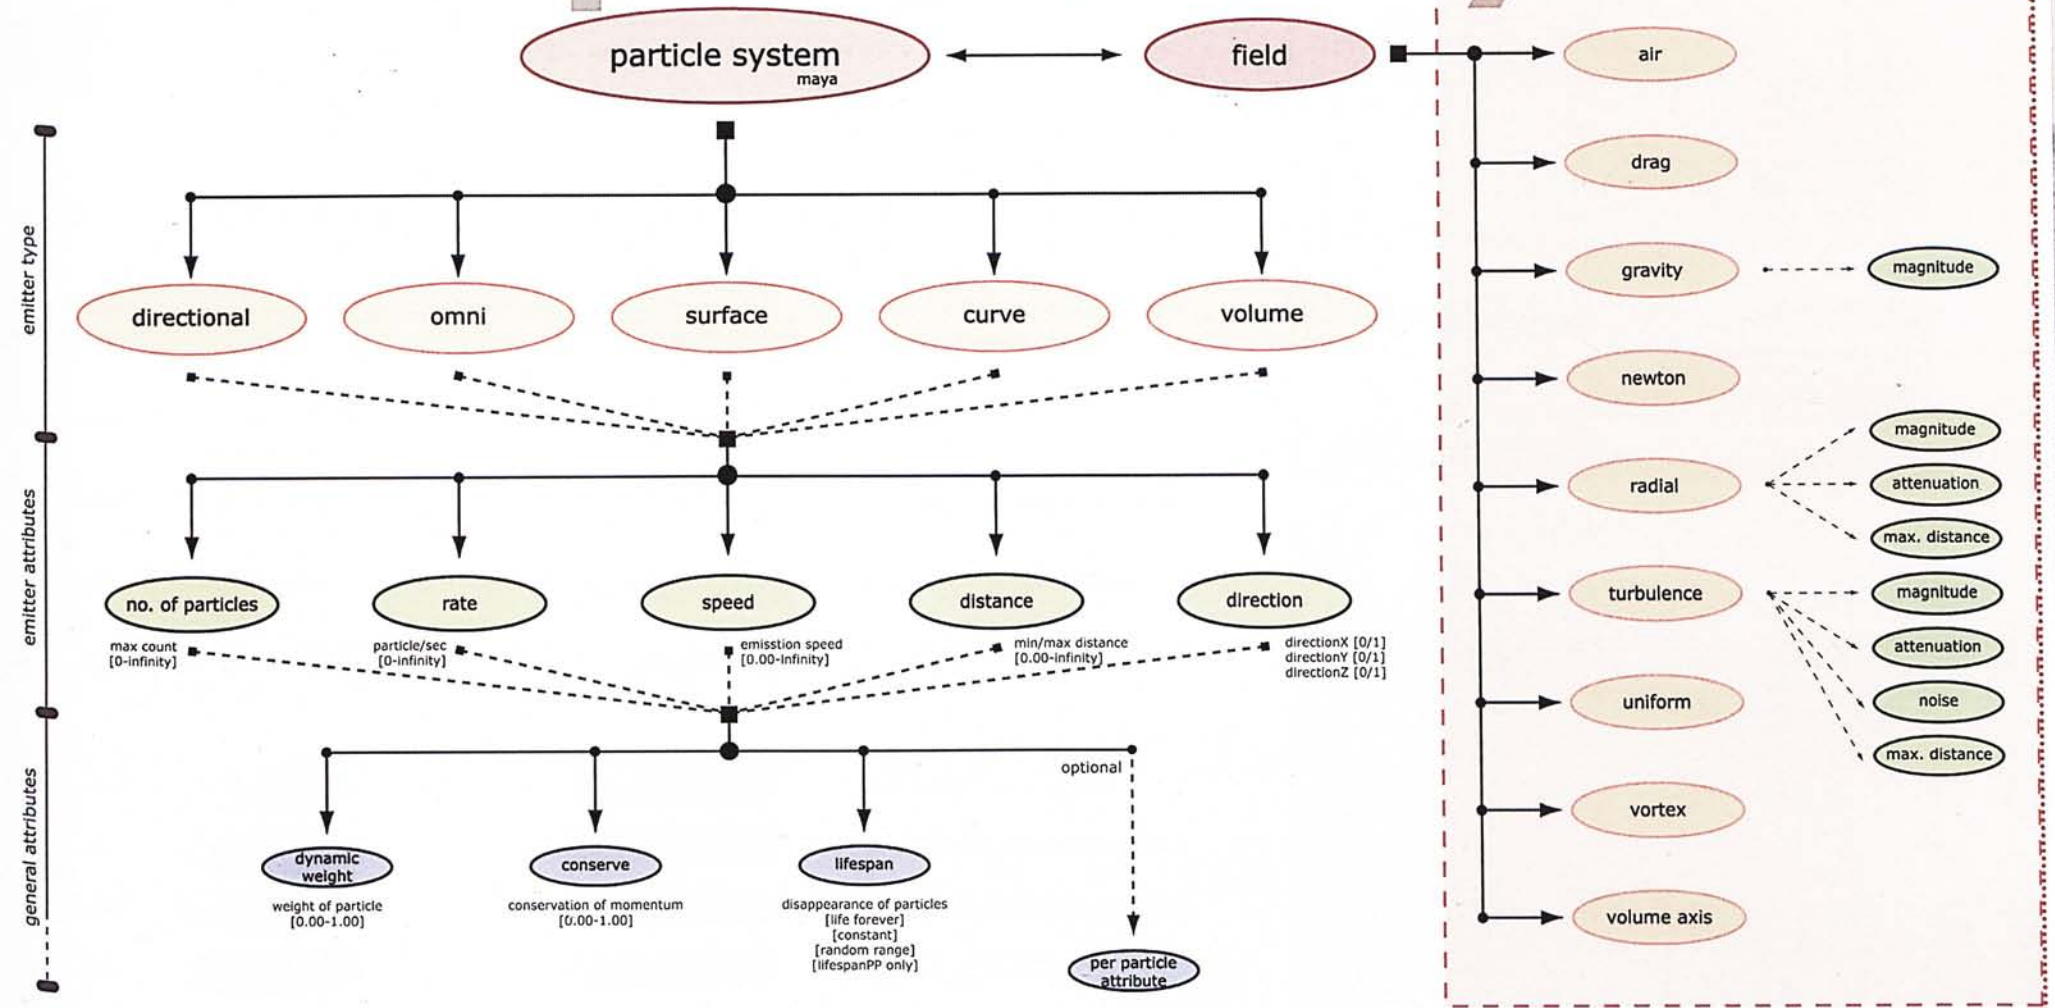 particle system
maya
field
emitter type
directional
omni
surface
curve
volume
emitter attributes
no. of particles
max count
[0-infinity]
rate
particle/sec
[0-infinity]
speed
emisstion speed
[0.00-infinity]
distance
min/max distance
[0.00-infinity]
direction
directionX [0/1]
directionY [0/1]
directionZ [0/1]
general attributes
dynamic
weight
weight of particle
[0.00-1.00]
conserve
conservation of momentum
[0.00-1.00]
lifespan
disappearance of particles
[life forever]
[constant]
[random range]
[lifespanPP only]
optional
per particle
attribute
air
drag
gravity
magnitude
newton
radial
magnitude
attenuation
max. distance
turbulence
magnitude
attenuation
noise
max. distance
uniform
vortex
volume axis